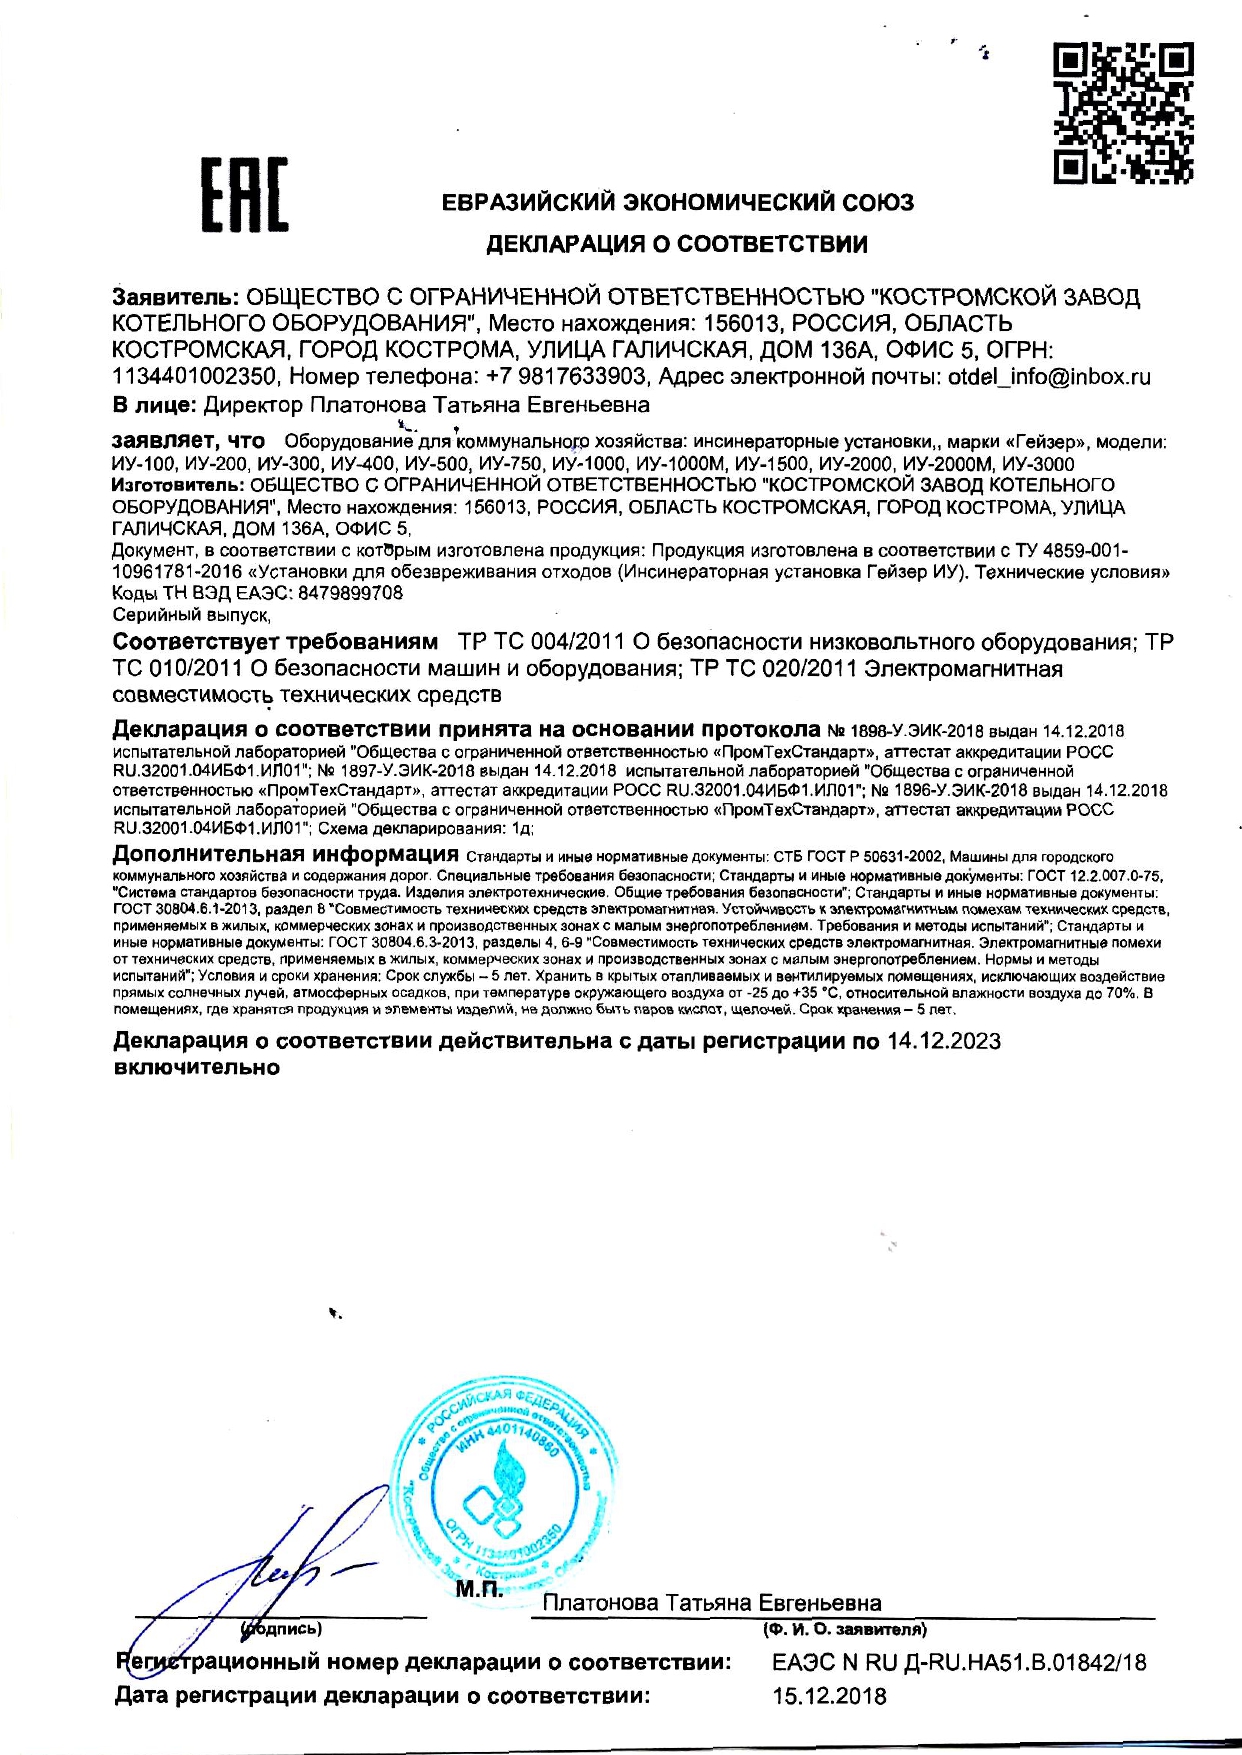 ЕАС
ЕВРАЗИЙСКИЙ ЭКОНОМИЧЕСКИЙ СОЮЗ
ДЕКЛАРАЦИЯ О СООТВЕТСТВИИ
Заявитель: ОБЩЕСТВО С ОГРАНИЧЕННОЙ ОТВЕТСТВЕННОСТЬЮ "КОСТРОМСКОЙ ЗАВОД
КОТЕЛЬНОГО ОБОРУДОВАНИЯ", Место нахождения: 156013, РОССИЯ, ОБЛАСТЬ
КОСТРОМСКАЯ, ГОРОД КОСТРОМА, УЛИЦА ГАЛИЧСКАЯ, ДОМ 136А, ОФИС 5, ОГРН:
1134401002350, Номер телефона: +7 9817633903, Адрес электронной почты: otdel_info@inbox.ru
В лице: Директор Платонова Татьяна Евгеньевна
заявляет, что Оборудование для коммунального хозяйства: инсинераторные установки,, марки «Гейзер», модели:
ИУ-100, ИУ-200, ИУ-300, ИУ-400, ИУ-500, ИУ-750, ИУ-1000, ИУ-1000М, ИУ-1500, ИУ-2000, ИУ-2000М, ИУ-3000
Изготовитель: ОБЩЕСТВО С ОГРАНИЧЕННОЙ ОТВЕТСТВЕННОСТЬЮ "КОСТРОМСКОЙ ЗАВОД КОТЕЛЬНОГО
ОБОРУДОВАНИЯ", Место нахождения: 156013, РОССИЯ, ОБЛАСТЬ КОСТРОМСКАЯ, ГОРОД КОСТРОМА, УЛИЦА
ГАЛИЧСКАЯ, ДОМ 136А, ОФИС 5,
Документ, в соответствии с которым изготовлена продукция: Продукция изготовлена в соответствии с ТУ 4859-001-
10961781-2016 «Установки для обезвреживания отходов (Инсинераторная установка Гейзер ИУ). Технические условия»
Коды ТН ВЭД ЕАЭС: 8479899708
Серийный выпуск,
Соответствует требованиям ТР ТС 004/2011 О безопасности низковольтного оборудования; ТР
ТС 010/2011 О безопасности машин и оборудования; ТР ТС 020/2011 Электромагнитная
совместимость технических средств
Декларация о соответствии принята на основании протокола № 1898-У.ЭИК-2018 выдан 14.12.2018
испытательной лабораторией "Общества с ограниченной ответственностью «ПромТехСтандарт», аттестат аккредитации РОСС
RU.32001.04ИБФ1.ИЛ01"; № 1897-У.ЭИК-2018 выдан 14.12.2018 испытательной лабораторией "Общества с ограниченной
ответственностью «ПромТехСтандарт», аттестат аккредитации РОСС RU.32001.04ИБФ1.ИЛ01"; № 1896-У.ЭИК-2018 выдан 14.12.2018
испытательной лабораторией "Общества с ограниченной ответственностью «ПромТехСтандарт», аттестат аккредитации РОСС
RU.32001.04ИБФ1.ИЛ01"; Схема декларирования: 1д;
Дополнительная информация Стандарты и иные нормативные документы: СТБ ГОСТ Р 50631-2002, Машины для городского
коммунального хозяйства и содержания дорог. Специальные требования безопасности; Стандарты и иные нормативные документы: ГОСТ 12.2.007.0-75,
"Система стандартов безопасности труда. Изделия электротехнические. Общие требования безопасности"; Стандарты и иные нормативные документы:
ГОСТ 30804.6.1-2013, раздел 8 "Совместимость технических средств электромагнитная. Устойчивость к электромагнитным помехам технических средств,
применяемых в жилых, коммерческих зонах и производственных зонах с малым энергопотреблением. Требования и методы испытаний"; Стандарты и
иные нормативные документы: ГОСТ 30804.6.3-2013, разделы 4, 6-9 "Совместимость технических средств электромагнитная. Электромагнитные помехи
от технических средств, применяемых в жилых, коммерческих зонах и производственных зонах с малым энергопотреблением. Нормы и методы
испытаний"; Условия и сроки хранения: Срок службы – 5 лет. Хранить в крытых отапливаемых и вентилируемых помещениях, исключающих воздействие
прямых солнечных лучей, атмосферных осадков, при температуре окружающего воздуха от -25 до +35 °С, относительной влажности воздуха до 70%. В
помещениях, где хранятся продукция и элементы изделий, не должно быть паров кислот, щелочей. Срок хранения – 5 лет.
Декларация о соответствии действительна с даты регистрации по 14.12.2023
включительно
РОССИЙСКАЯ ФЕДЕРАЦИЯ
Общество с ограниченной ответственностью
ИНН 4401140860
ОГРН 1134401002350
г. Кострома
М.П.
Платонова Татьяна Евгеньевна
(подпись)
(Ф. И. О. заявителя)
Регистрационный номер декларации о соответствии: ЕАЭС N RU Д-RU.НА51.В.01842/18
Дата регистрации декларации о соответствии: 15.12.2018